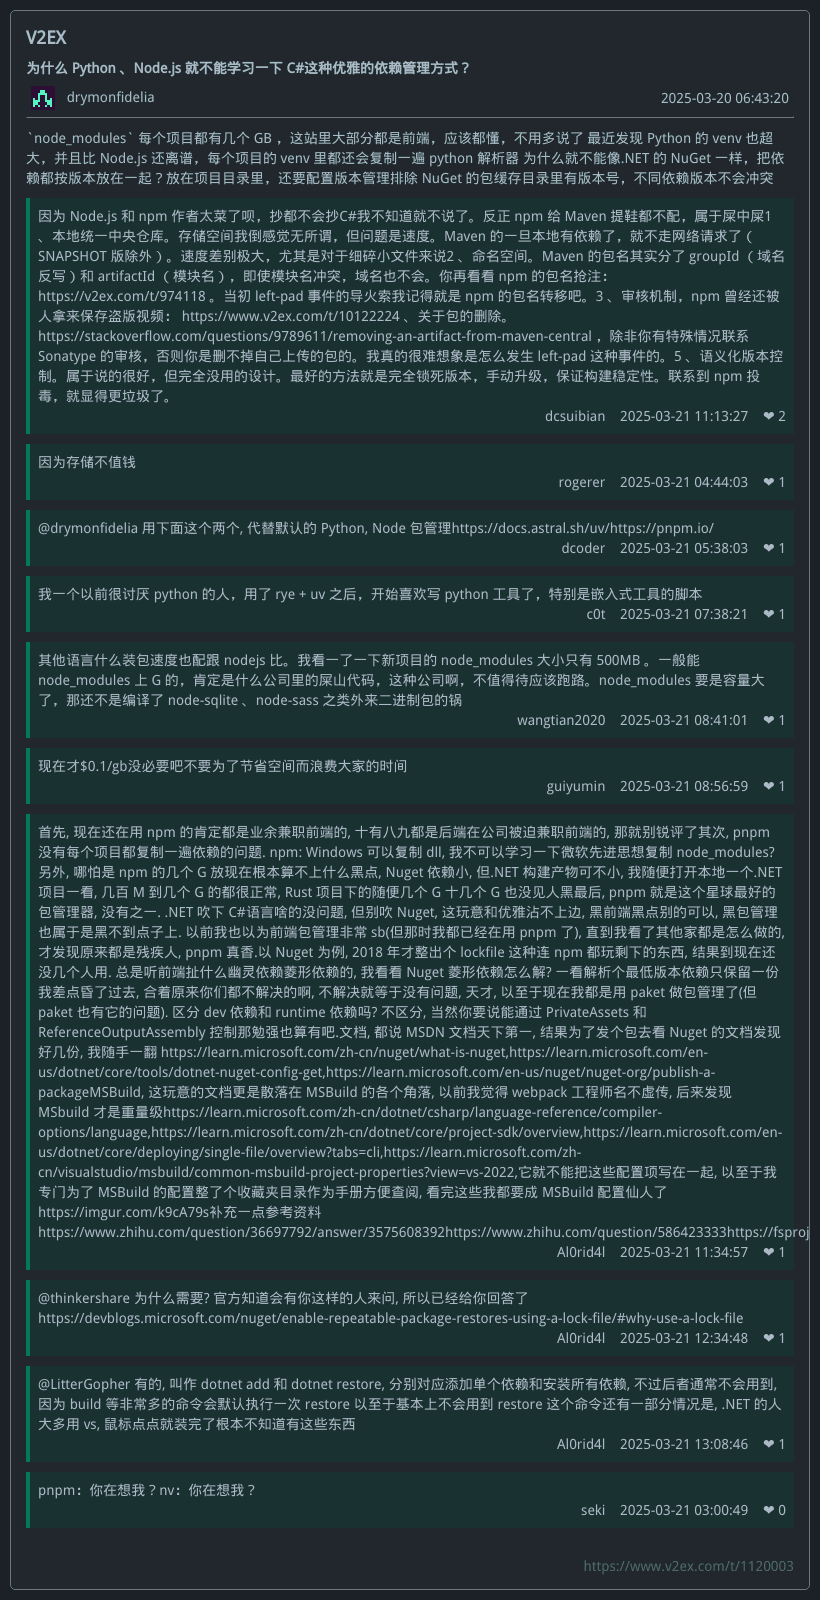 V2EX
为什么 Python 、Node.js 就不能学习一下 C#这种优雅的依赖管理方式？
drymonfidelia 2025-03-20 06:43:20
`node_modules` 每个项目都有几个 GB ，这站里大部分都是前端，应该都懂，不用多说了 最近发现 Python 的 venv 也超
大，并且比 Node.js 还离谱，每个项目的 venv 里都还会复制一遍 python 解析器 为什么就不能像.NET 的 NuGet 一样，把依
赖都按版本放在一起？放在项目目录里，还要配置版本管理排除 NuGet 的包缓存目录里有版本号，不同依赖版本不会冲突
因为 Node.js 和 npm 作者太菜了呗，抄都不会抄C#我不知道就不说了。反正 npm 给 Maven 提鞋都不配，属于屎中屎1
、本地统一中央仓库。存储空间我倒感觉无所谓，但问题是速度。Maven 的一旦本地有依赖了，就不走网络请求了（
SNAPSHOT 版除外）。速度差别极大，尤其是对于细碎小文件来说2 、命名空间。Maven 的包名其实分了 groupId （域名
反写）和 artifactId （模块名），即使模块名冲突，域名也不会。你再看看 npm 的包名抢注：
https://v2ex.com/t/974118 。当初 left-pad 事件的导火索我记得就是 npm 的包名转移吧。3 、审核机制，npm 曾经还被
人拿来保存盗版视频： https://www.v2ex.com/t/10122224 、关于包的删除。
https://stackoverflow.com/questions/9789611/removing-an-artifact-from-maven-central ，除非你有特殊情况联系
Sonatype 的审核，否则你是删不掉自己上传的包的。我真的很难想象是怎么发生 left-pad 这种事件的。5 、语义化版本控
制。属于说的很好，但完全没用的设计。最好的方法就是完全锁死版本，手动升级，保证构建稳定性。联系到 npm 投
毒，就显得更垃圾了。
dcsuibian 2025-03-21 11:13:27 ❤ 2
因为存储不值钱
rogerer 2025-03-21 04:44:03 ❤ 1
@drymonfidelia 用下面这个两个, 代替默认的 Python, Node 包管理https://docs.astral.sh/uv/https://pnpm.io/
dcoder 2025-03-21 05:38:03 ❤ 1
我一个以前很讨厌 python 的人，用了 rye + uv 之后，开始喜欢写 python 工具了，特别是嵌入式工具的脚本
c0t 2025-03-21 07:38:21 ❤ 1
其他语言什么装包速度也配跟 nodejs 比。我看一了一下新项目的 node_modules 大小只有 500MB 。一般能
node_modules 上 G 的，肯定是什么公司里的屎山代码，这种公司啊，不值得待应该跑路。node_modules 要是容量大
了，那还不是编译了 node-sqlite 、node-sass 之类外来二进制包的锅
wangtian2020 2025-03-21 08:41:01 ❤ 1
现在才$0.1/gb没必要吧不要为了节省空间而浪费大家的时间
guiyumin 2025-03-21 08:56:59 ❤ 1
首先, 现在还在用 npm 的肯定都是业余兼职前端的, 十有八九都是后端在公司被迫兼职前端的, 那就别锐评了其次, pnpm
没有每个项目都复制一遍依赖的问题. npm: Windows 可以复制 dll, 我不可以学习一下微软先进思想复制 node_modules?
另外, 哪怕是 npm 的几个 G 放现在根本算不上什么黑点, Nuget 依赖小, 但.NET 构建产物可不小, 我随便打开本地一个.NET
项目一看, 几百 M 到几个 G 的都很正常, Rust 项目下的随便几个 G 十几个 G 也没见人黑最后, pnpm 就是这个星球最好的
包管理器, 没有之一. .NET 吹下 C#语言啥的没问题, 但别吹 Nuget, 这玩意和优雅沾不上边, 黑前端黑点别的可以, 黑包管理
也属于是黑不到点子上. 以前我也以为前端包管理非常 sb(但那时我都已经在用 pnpm 了), 直到我看了其他家都是怎么做的,
才发现原来都是残疾人, pnpm 真香.以 Nuget 为例, 2018 年才整出个 lockfile 这种连 npm 都玩剩下的东西, 结果到现在还
没几个人用. 总是听前端扯什么幽灵依赖菱形依赖的, 我看看 Nuget 菱形依赖怎么解? 一看解析个最低版本依赖只保留一份
我差点昏了过去, 合着原来你们都不解决的啊, 不解决就等于没有问题, 天才, 以至于现在我都是用 paket 做包管理了(但
paket 也有它的问题). 区分 dev 依赖和 runtime 依赖吗? 不区分, 当然你要说能通过 PrivateAssets 和
ReferenceOutputAssembly 控制那勉强也算有吧.文档, 都说 MSDN 文档天下第一, 结果为了发个包去看 Nuget 的文档发现
好几份, 我随手一翻 https://learn.microsoft.com/zh-cn/nuget/what-is-nuget,https://learn.microsoft.com/en-
us/dotnet/core/tools/dotnet-nuget-config-get,https://learn.microsoft.com/en-us/nuget/nuget-org/publish-a-
packageMSBuild, 这玩意的文档更是散落在 MSBuild 的各个角落, 以前我觉得 webpack 工程师名不虚传, 后来发现
MSbuild 才是重量级https://learn.microsoft.com/zh-cn/dotnet/csharp/language-reference/compiler-
options/language,https://learn.microsoft.com/zh-cn/dotnet/core/project-sdk/overview,https://learn.microsoft.com/en-
us/dotnet/core/deploying/single-file/overview?tabs=cli,https://learn.microsoft.com/zh-
cn/visualstudio/msbuild/common-msbuild-project-properties?view=vs-2022,它就不能把这些配置项写在一起, 以至于我
专门为了 MSBuild 的配置整了个收藏夹目录作为手册方便查阅, 看完这些我都要成 MSBuild 配置仙人了
https://imgur.com/k9cA79s补充一点参考资料
https://www.zhihu.com/question/36697792/answer/3575608392https://www.zhihu.com/question/586423333https://fsproj
Al0rid4l 2025-03-21 11:34:57 ❤ 1
@thinkershare 为什么需要? 官方知道会有你这样的人来问, 所以已经给你回答了
https://devblogs.microsoft.com/nuget/enable-repeatable-package-restores-using-a-lock-file/#why-use-a-lock-file
Al0rid4l 2025-03-21 12:34:48 ❤ 1
@LitterGopher 有的, 叫作 dotnet add 和 dotnet restore, 分别对应添加单个依赖和安装所有依赖, 不过后者通常不会用到,
因为 build 等非常多的命令会默认执行一次 restore 以至于基本上不会用到 restore 这个命令还有一部分情况是, .NET 的人
大多用 vs, 鼠标点点就装完了根本不知道有这些东西
Al0rid4l 2025-03-21 13:08:46 ❤ 1
pnpm：你在想我？nv：你在想我？
seki 2025-03-21 03:00:49 ❤ 0
https://www.v2ex.com/t/1120003